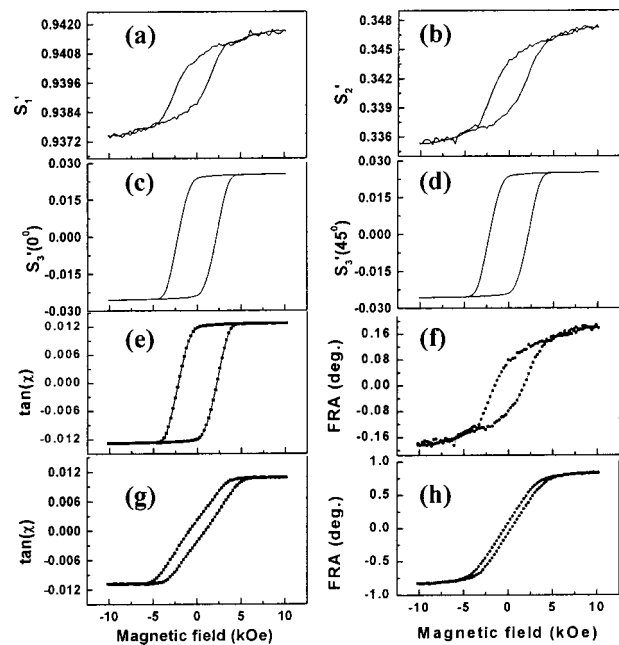 0.9420
0.9408
0.9396
0.9384
0.9372
S1'
(a)
0.348
0.345
0.342
0.339
0.336
S2'
(b)
0.030
0.015
0.000
-0.015
-0.030
S3'(0⁰)
(c)
0.030
0.015
0.000
-0.015
-0.030
S3'(45⁰)
(d)
0.012
0.006
0.000
-0.006
-0.012
tan(χ)
(e)
0.16
0.08
0.00
-0.08
-0.16
FRA (deg.)
(f)
0.012
0.006
0.000
-0.006
-0.012
tan(χ)
(g)
-10 -5 0 5 10
Magnetic field (kOe)
1.0
0.5
0.0
-0.5
-1.0
FRA (deg.)
(h)
-10 -5 0 5 10
Magnetic field (kOe)